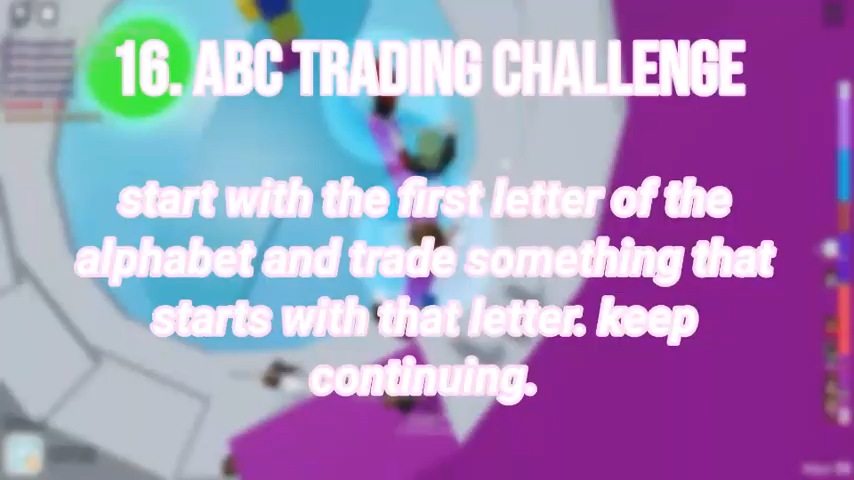 16. ABC TRADING CHALLENGE
start with the first letter of the
alphabet and trade something that
starts with that letter. keep
continuing.